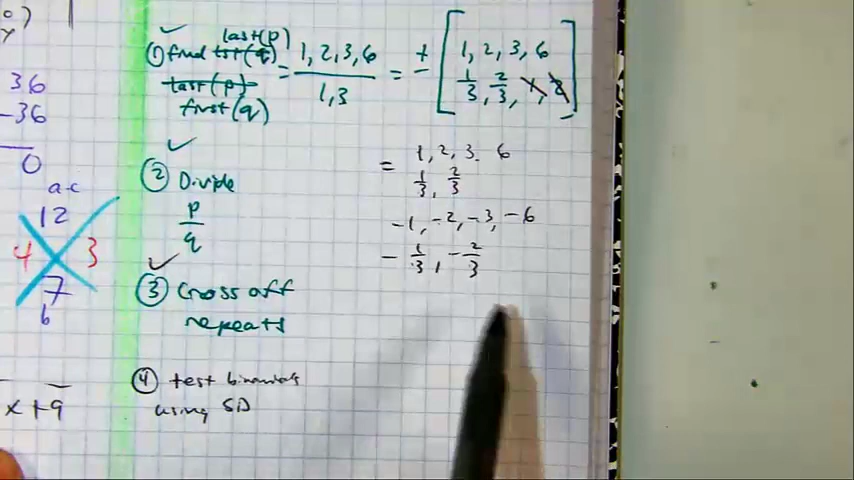 o)
y
36
-36
0
a-c
12
4 3
7
b
x + 9
last(p)
① find
first(q)
= 1, 2, 3, 6 / 1, 3 = ± [ 1, 2, 3, 6
1/3, 2/3, 1, 2 ]
② Divide
p/q
③ Cross off
repeats
④ test binomials
using SD
= 1, 2, 3, 6
1/3, 2/3
-1, -2, -3, -6
- 1/3, - 2/3